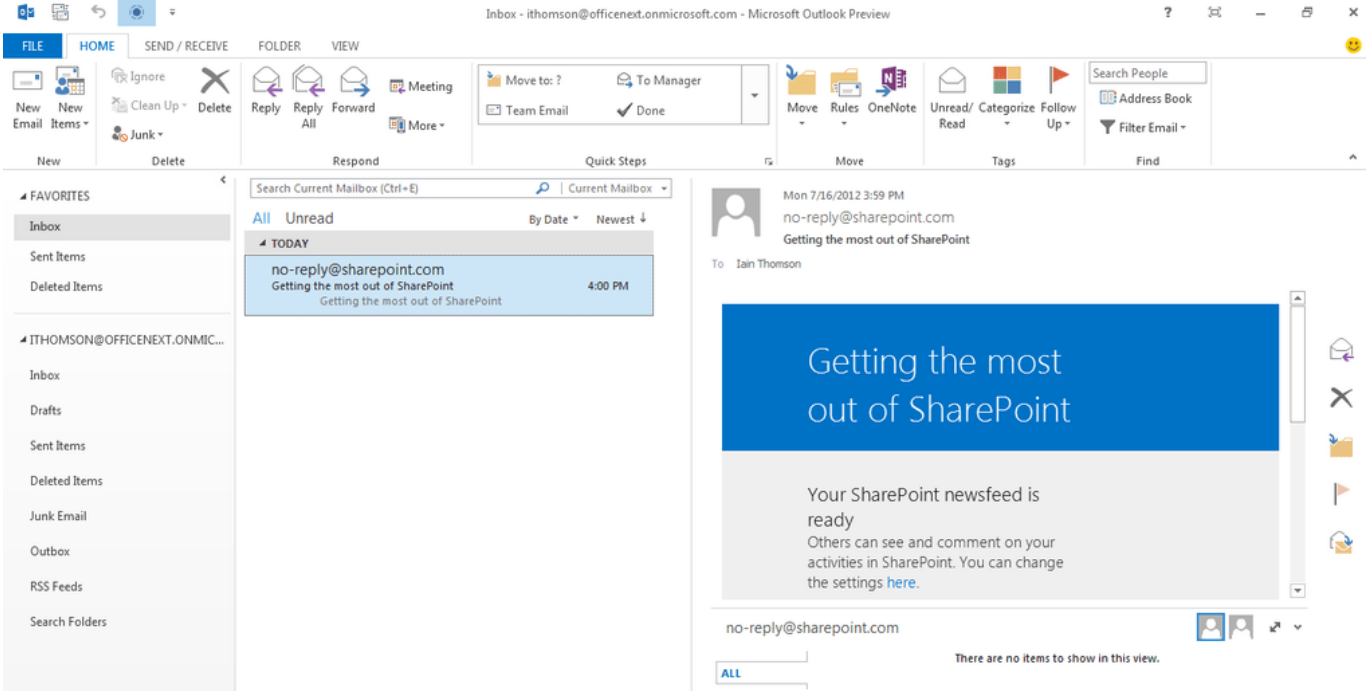 Inbox - ithomson@officenext.onmicrosoft.com - Microsoft Outlook Preview
?
FILE HOME SEND / RECEIVE FOLDER VIEW
New Email
New Items
Ignore
Clean Up
Junk
Delete
Reply
Reply All
Forward
Meeting
More
Move to: ?
To Manager
Team Email
Done
Move
Rules
OneNote
Unread/ Read
Categorize
Follow Up
Search People
Address Book
Filter Email
New
Delete
Respond
Quick Steps
Move
Tags
Find
FAVORITES
Inbox
Sent Items
Deleted Items
ITHOMSON@OFFICENEXT.ONMIC...
Inbox
Drafts
Sent Items
Deleted Items
Junk Email
Outbox
RSS Feeds
Search Folders
Search Current Mailbox (Ctrl+E)
Current Mailbox
All Unread
By Date Newest
TODAY
no-reply@sharepoint.com
Getting the most out of SharePoint 4:00 PM
Getting the most out of SharePoint
Mon 7/16/2012 3:59 PM
no-reply@sharepoint.com
Getting the most out of SharePoint
To Iain Thomson
Getting the most
out of SharePoint
Your SharePoint newsfeed is
ready
Others can see and comment on your
activities in SharePoint. You can change
the settings here.
no-reply@sharepoint.com
ALL
There are no items to show in this view.